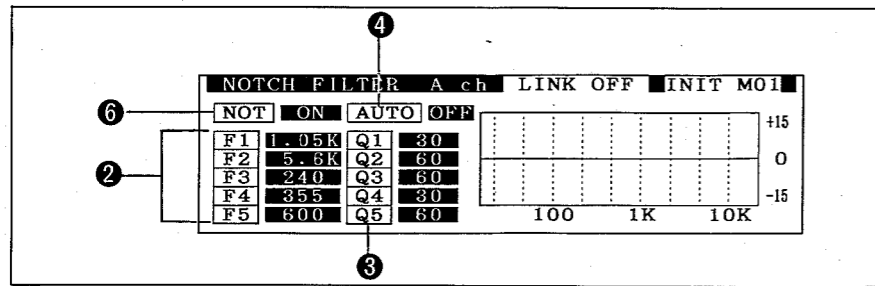 4
NOTCH FILTER A ch LINK OFF INIT M01
6 NOT ON AUTO OFF
+15
F1 1.05K Q1 30
F2 5.6K Q2 60
0
2
F3 240 Q3 60
F4 355 Q4 30
-15
F5 600 Q5 60
100 1K 10K
3